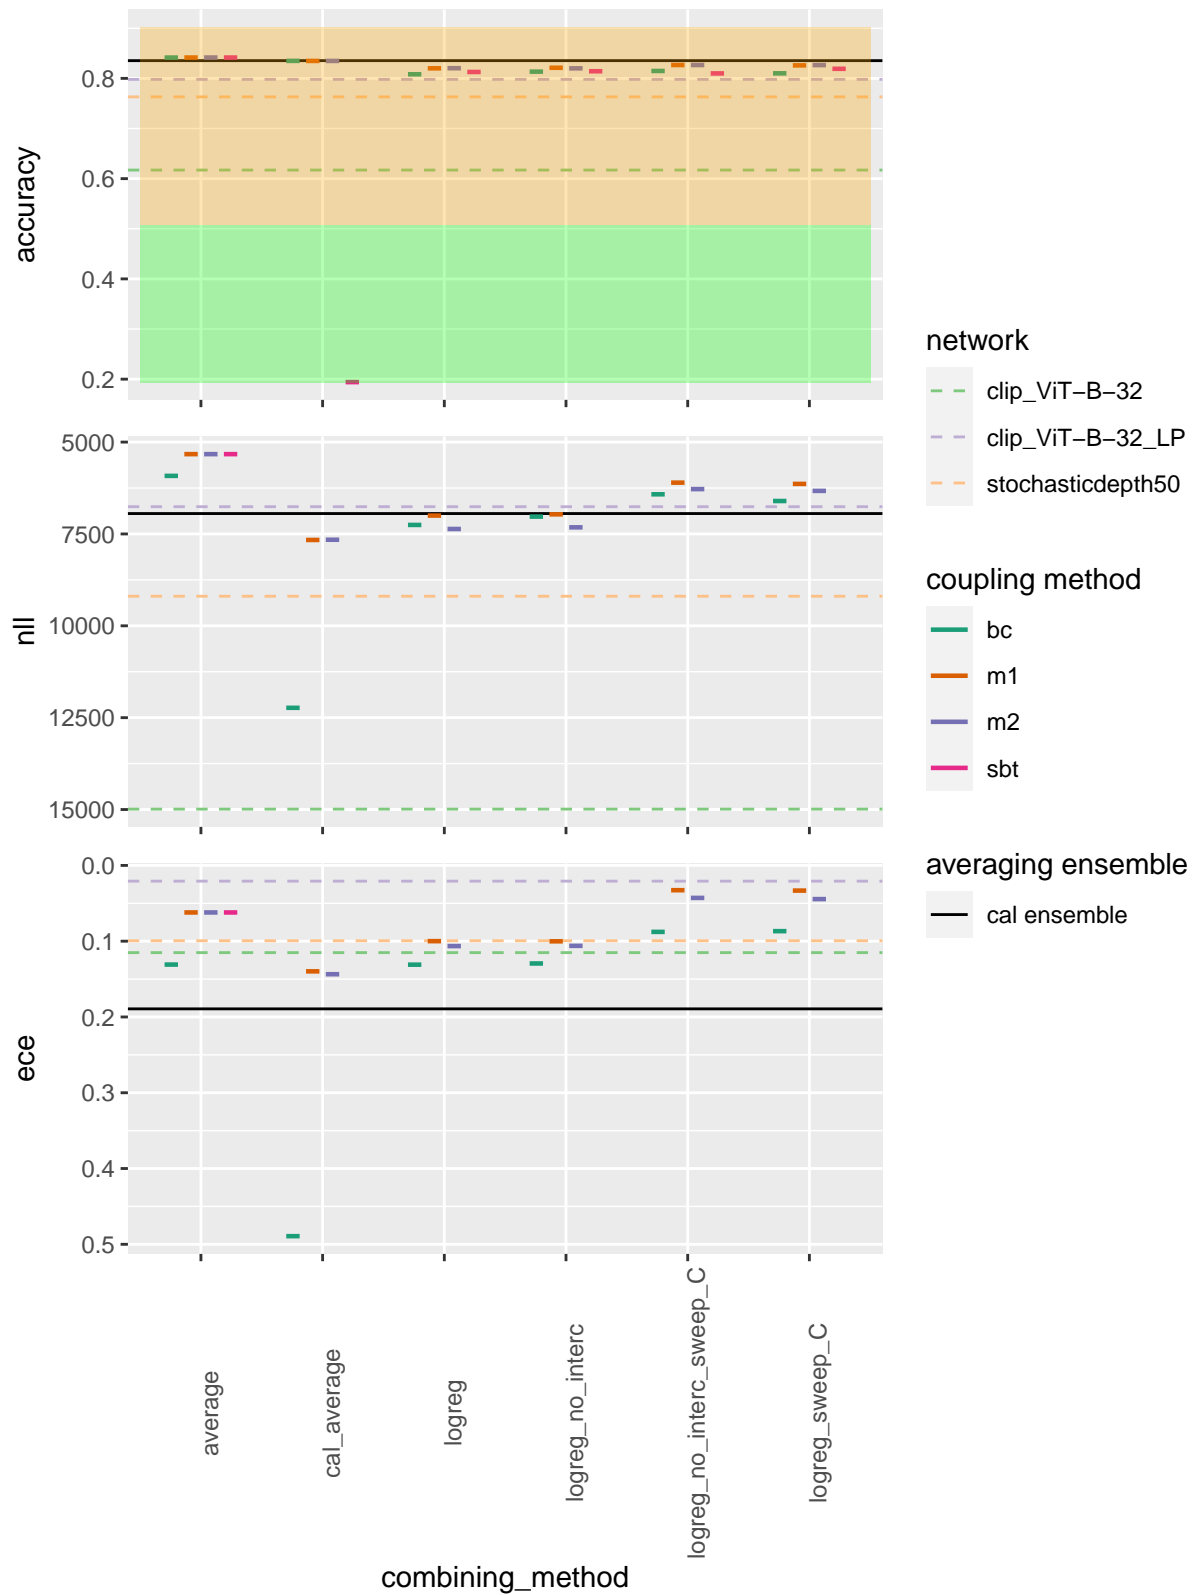 accuracy
0.8
0.6
0.4
0.2
nll
5000
7500
10000
12500
15000
ece
0.0
0.1
0.2
0.3
0.4
0.5
average
cal_average
logreg
logreg_no_interc
logreg_no_interc_sweep_C
logreg_sweep_C
combining_method
network
clip_ViT−B−32
clip_ViT−B−32_LP
stochasticdepth50
coupling method
bc
m1
m2
sbt
averaging ensemble
cal ensemble